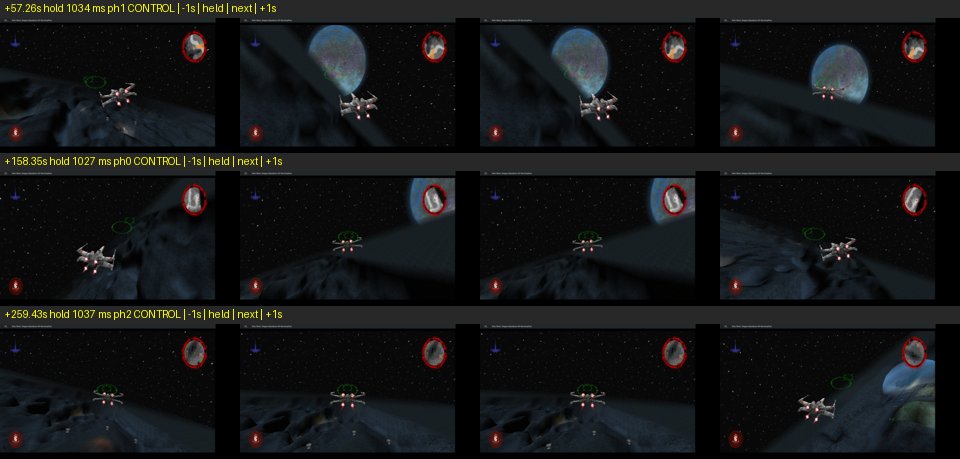 +57.26s hold 1034 ms ph1 CONTROL | -1s | held | next | +1s
+158.35s hold 1027 ms ph0 CONTROL | -1s | held | next | +1s
+259.43s hold 1037 ms ph2 CONTROL | -1s | held | next | +1s